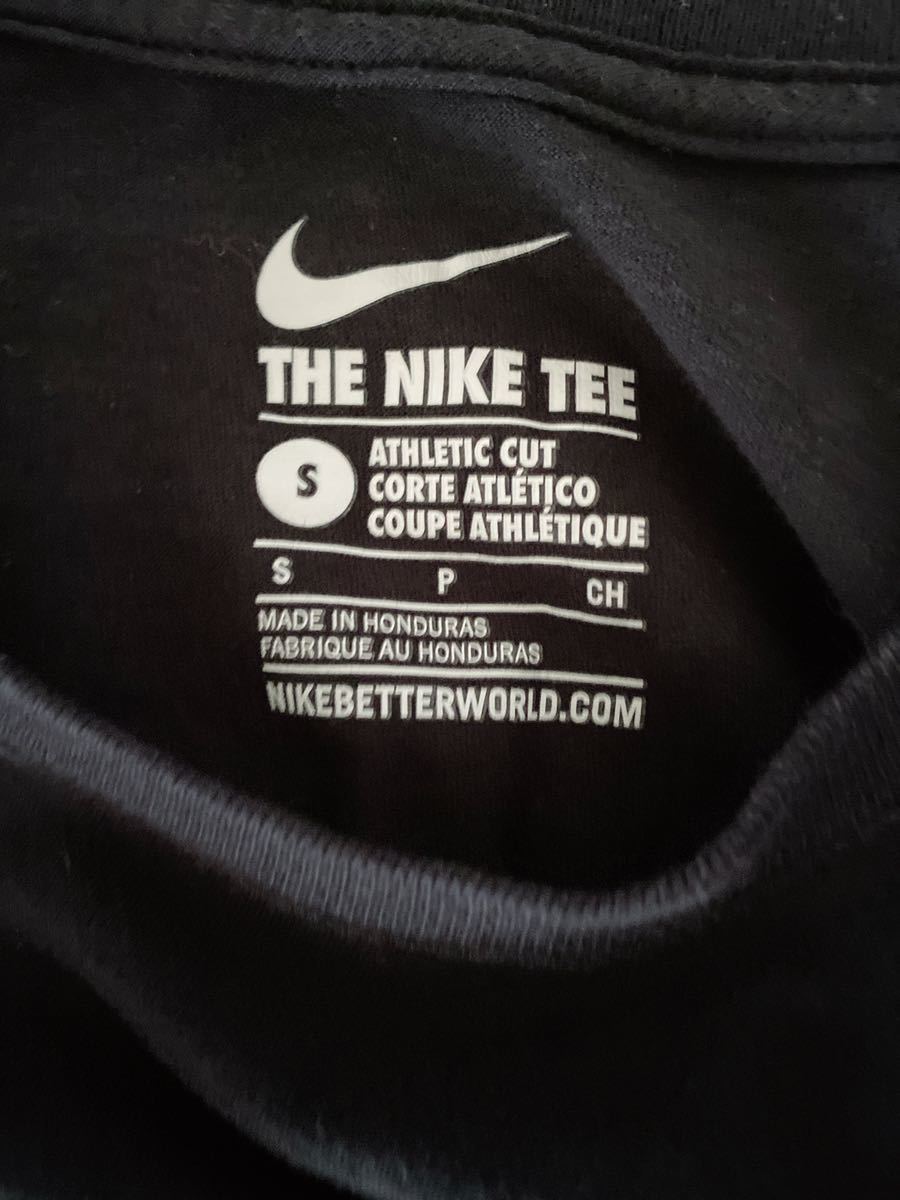 THE NIKE TEE
S
ATHLETIC CUT
CORTE ATLÉTICO
COUPE ATHLÉTIQUE
S P CH
MADE IN HONDURAS
FABRIQUE AU HONDURAS
NIKEBETTERWORLD.COM